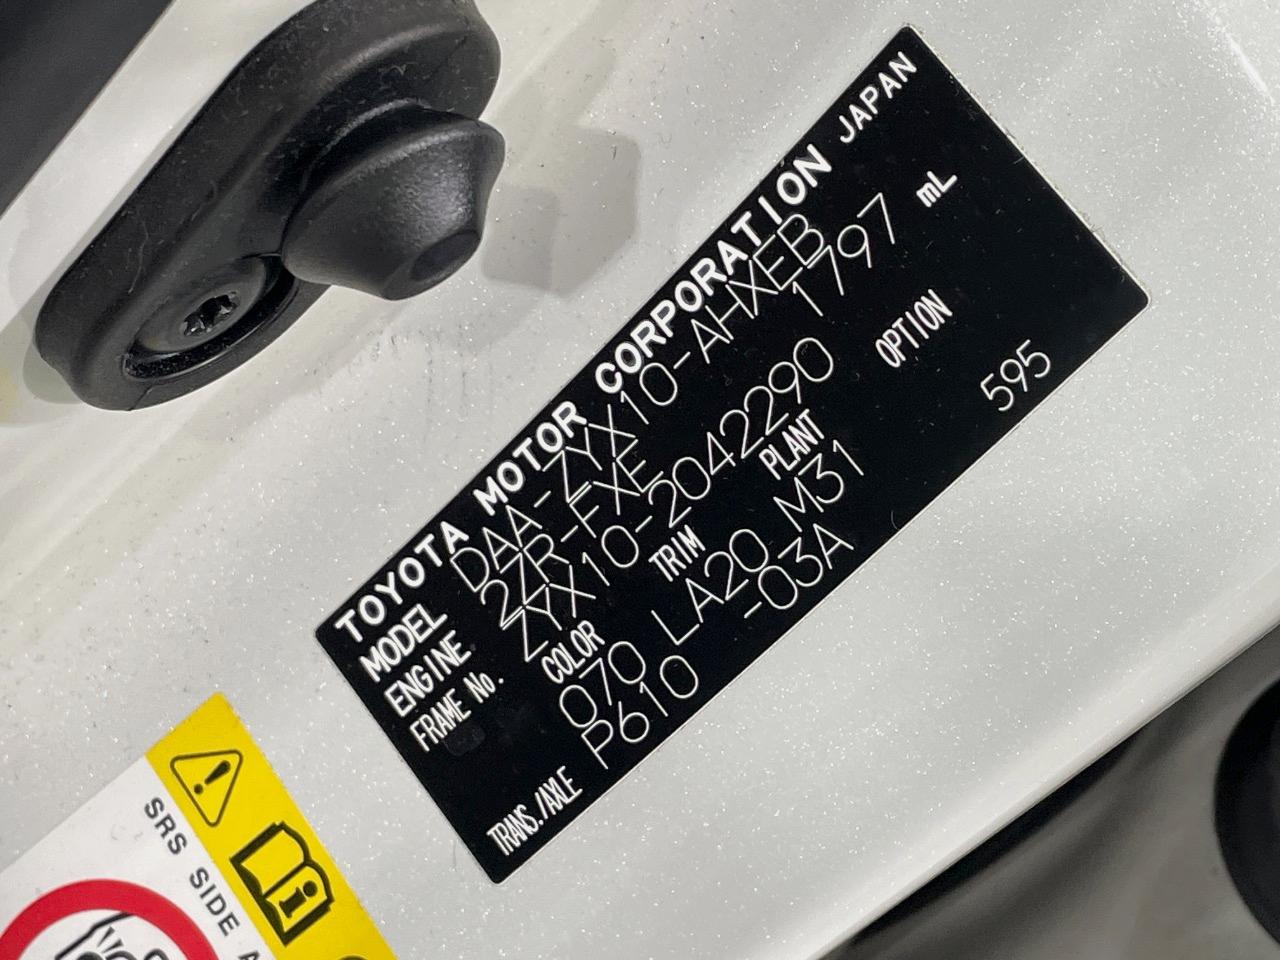 TOYOTA MOTOR CORPORATION JAPAN
MODEL DAA-ZYX10-AHXEB
ENGINE 2ZR-FXE 1797 mL
FRAME No. ZYX10-2042290
COLOR TRIM PLANT OPTION
070 LA20 M31 595
TRANS./AXLE P610 -03A
SRS SIDE